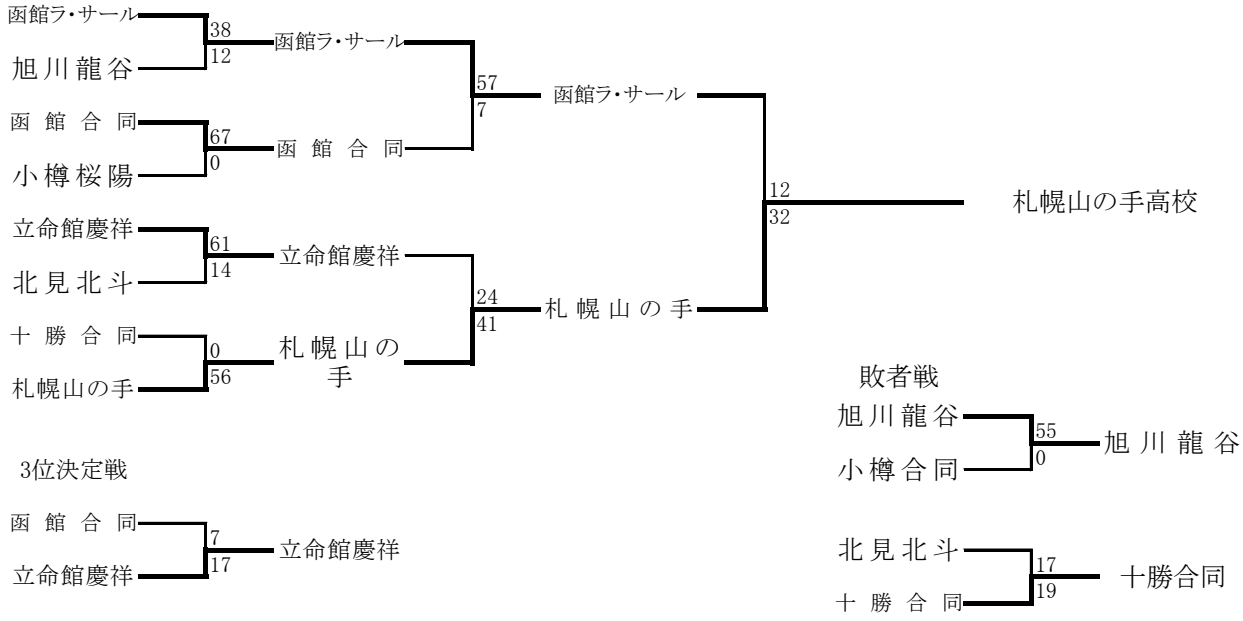 函館ラ・サール
38
12
旭川龍谷
函館ラ・サール
57
7
函館合同
67
0
小樽桜陽
函館合同
函館ラ・サール
12
32
札幌山の手高校
立命館慶祥
61
14
北見北斗
立命館慶祥
24
41
十勝合同
0
56
札幌山の手
札幌山の
手
札幌山の手
敗者戦
旭川龍谷
55
0
小樽合同
旭川龍谷
北見北斗
17
19
十勝合同
十勝合同
3位決定戦
函館合同
7
17
立命館慶祥
立命館慶祥